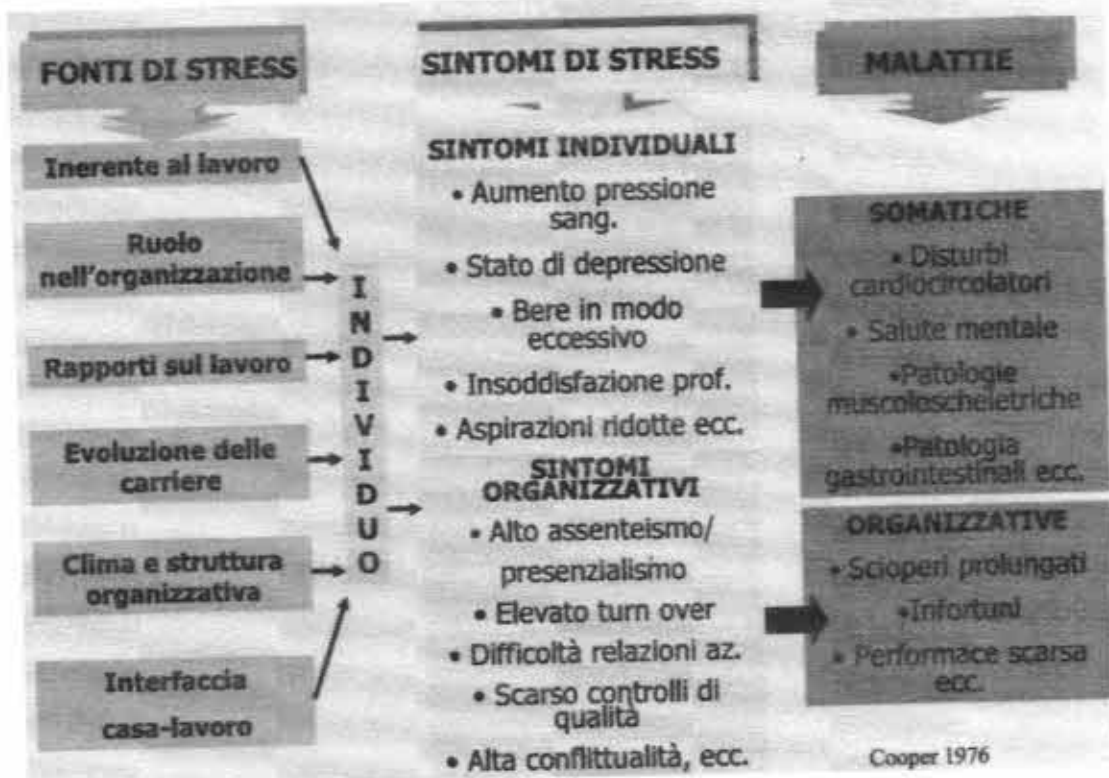 FONTI DI STRESS
Inerente al lavoro
Ruolo
nell'organizzazione
Rapporti sul lavoro
Evoluzione delle
carriere
Clima e struttura
organizzativa
Interfaccia
casa-lavoro
I
N
D
I
V
I
D
U
O
SINTOMI DI STRESS
SINTOMI INDIVIDUALI
• Aumento pressione
sang.
• Stato di depressione
• Bere in modo
eccessivo
• Insoddisfazione prof.
• Aspirazioni ridotte ecc.
SINTOMI
ORGANIZZATIVI
• Alto assenteismo/
presenzialismo
• Elevato turn over
• Difficoltà relazioni az.
• Scarso controlli di
qualità
• Alta conflittualità, ecc.
MALATTIE
SOMATICHE
• Disturbi
cardiocircolatori
• Salute mentale
•Patologie
muscoloscheletriche
•Patologia
gastrointestinali ecc.
ORGANIZZATIVE
• Scioperi prolungati
•Infortuni
• Performace scarsa
ecc.
Cooper 1976